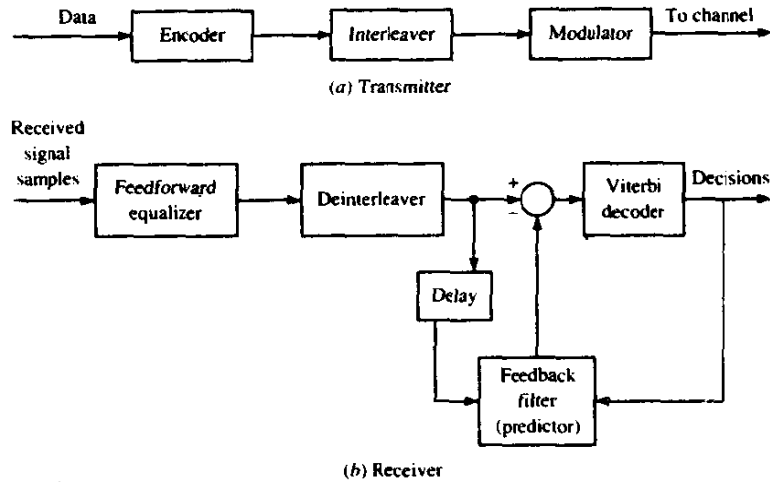 Data
Encoder
Interleaver
Modulator
To channel
(a) Transmitter
Received
signal
samples
Feedforward
equalizer
Deinterleaver
+
−
Viterbi
decoder
Decisions
Delay
Feedback
filter
(predictor)
(b) Receiver